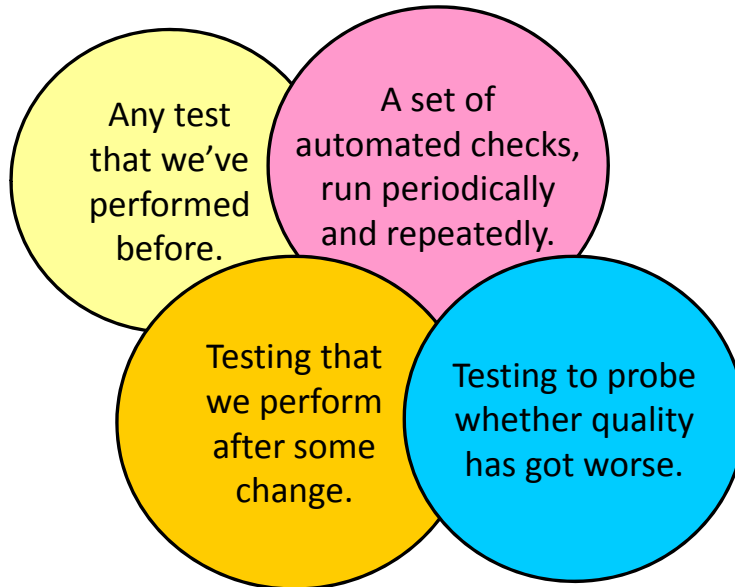 Any test
that we’ve
performed
before.
A set of
automated checks,
run periodically
and repeatedly.
Testing that
we perform
after some
change.
Testing to probe
whether quality
has got worse.